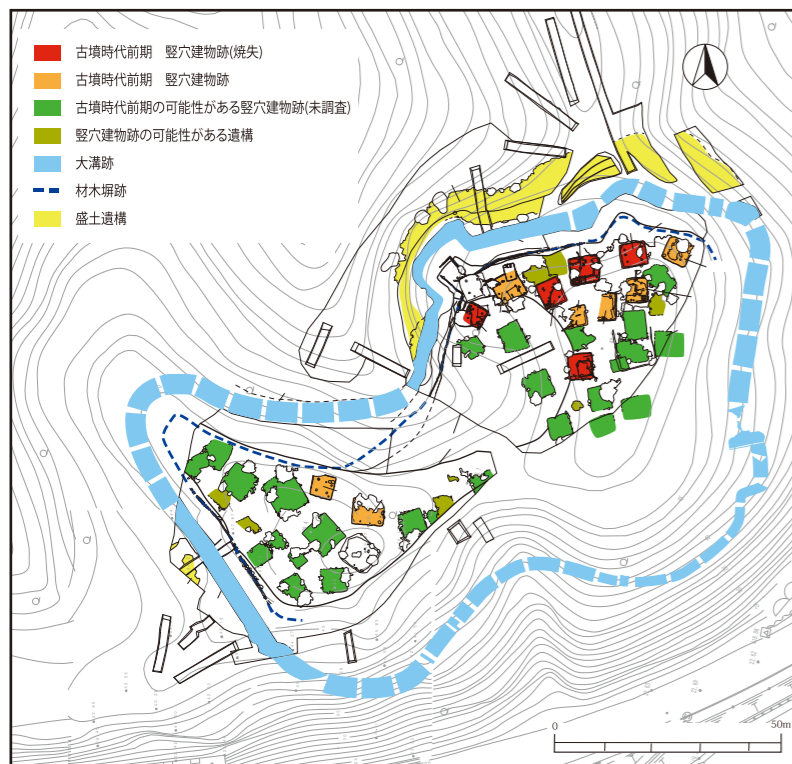 古墳時代前期　竪穴建物跡(焼失)
古墳時代前期　竪穴建物跡
古墳時代前期の可能性がある竪穴建物跡(未調査)
竪穴建物跡の可能性がある遺構
大溝跡
材木塀跡
盛土遺構
0
50m